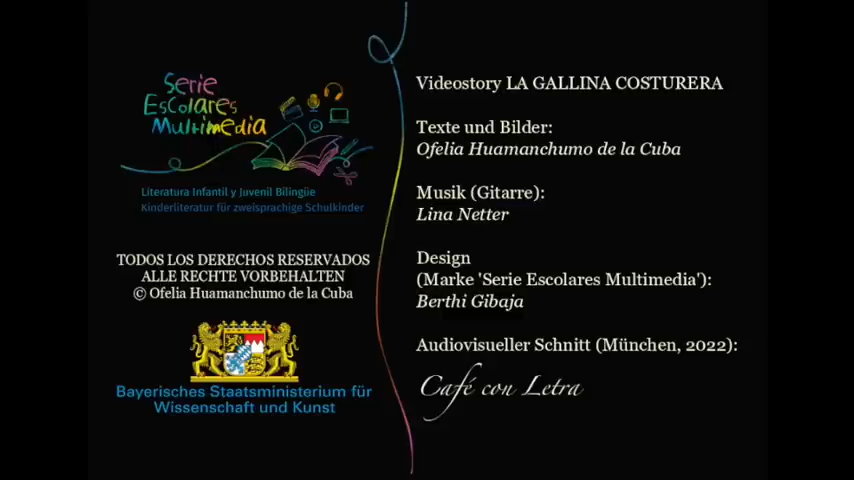 Serie
Escolares
Multimedia
Literatura Infantil y Juvenil Bilingüe
Kinderliteratur für zweisprachige Schulkinder
TODOS LOS DERECHOS RESERVADOS
ALLE RECHTE VORBEHALTEN
© Ofelia Huamanchumo de la Cuba
Bayerisches Staatsministerium für
Wissenschaft und Kunst
Videostory LA GALLINA COSTURERA
Texte und Bilder:
Ofelia Huamanchumo de la Cuba
Musik (Gitarre):
Lina Netter
Design
(Marke 'Serie Escolares Multimedia'):
Berthi Gibaja
Audiovisueller Schnitt (München, 2022):
Café con Letra